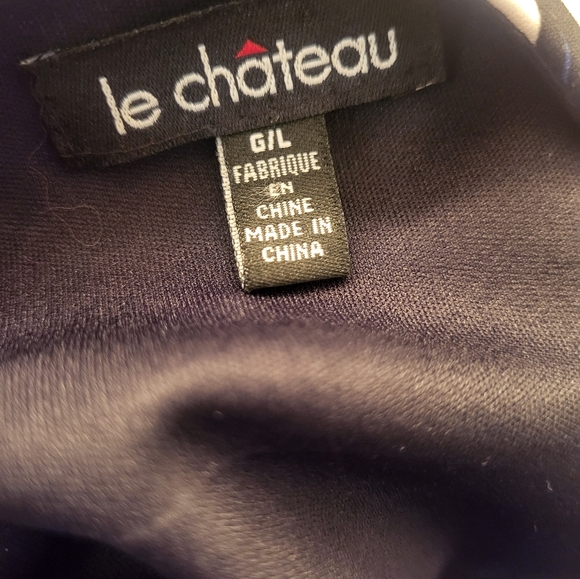 le château
G/L
FABRIQUE
EN
CHINE
MADE IN
CHINA